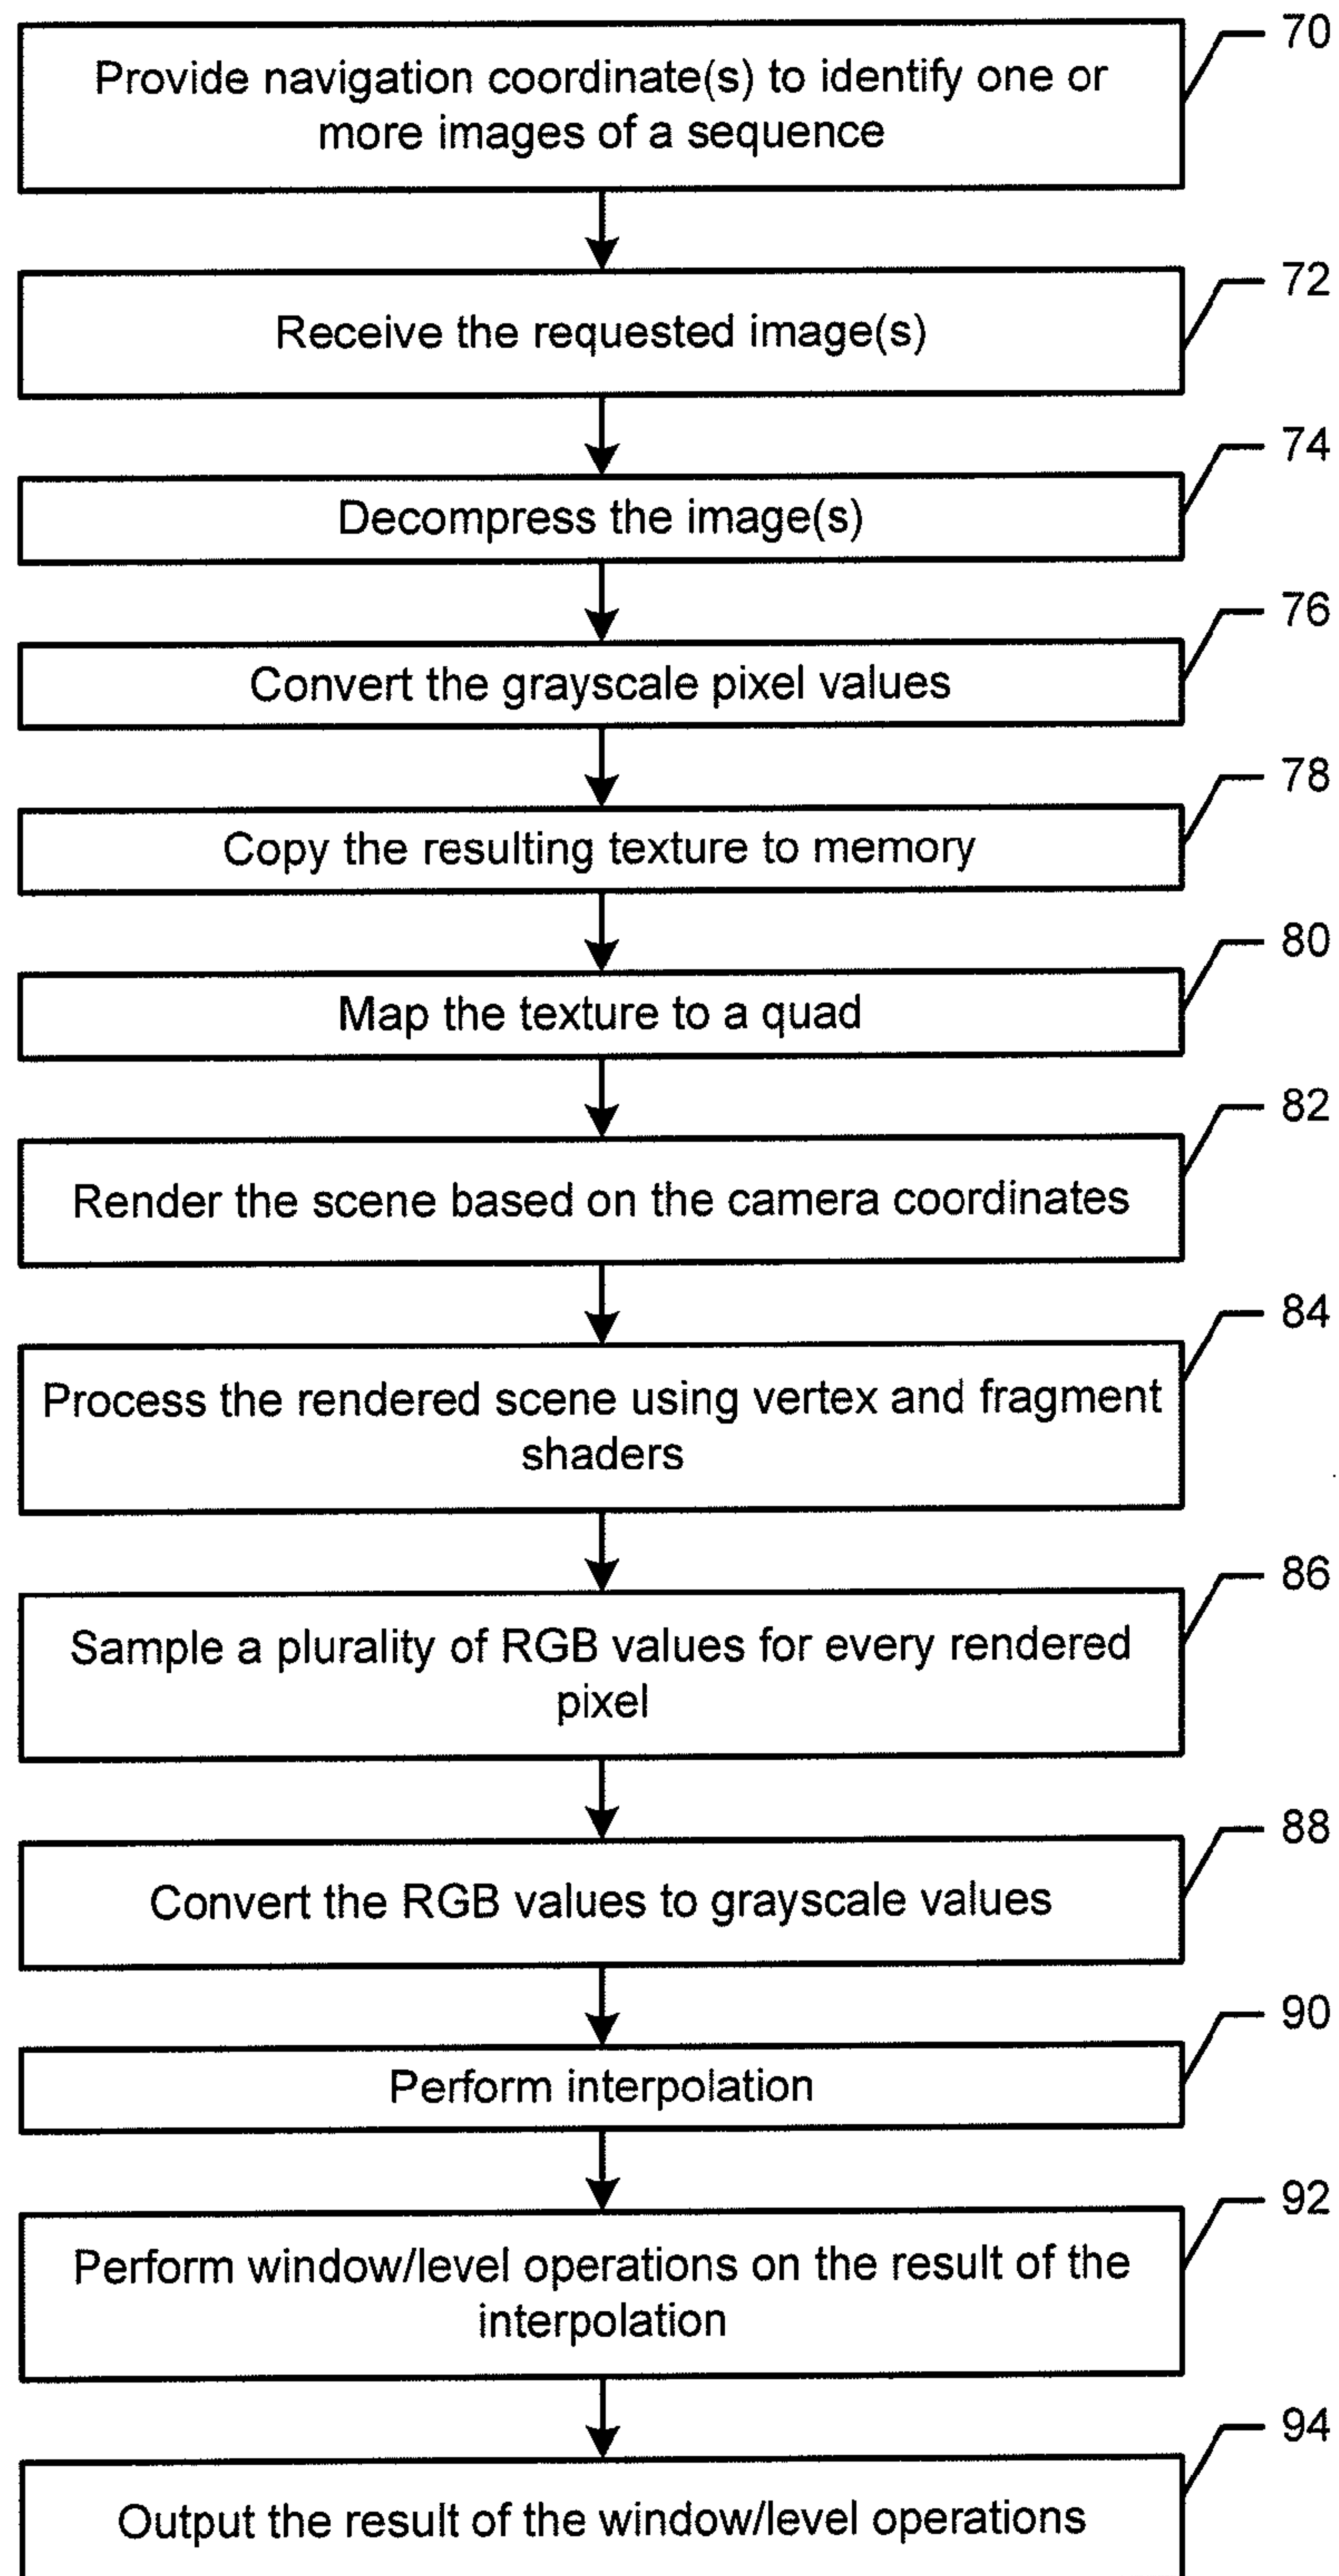 70
Provide navigation coordinate(s) to identify one or
more images of a sequence
72
Receive the requested image(s)
74
Decompress the image(s)
76
Convert the grayscale pixel values
78
Copy the resulting texture to memory
80
Map the texture to a quad
82
Render the scene based on the camera coordinates
84
Process the rendered scene using vertex and fragment
shaders
86
Sample a plurality of RGB values for every rendered
pixel
88
Convert the RGB values to grayscale values
90
Perform interpolation
92
Perform window/level operations on the result of the
interpolation
94
Output the result of the window/level operations